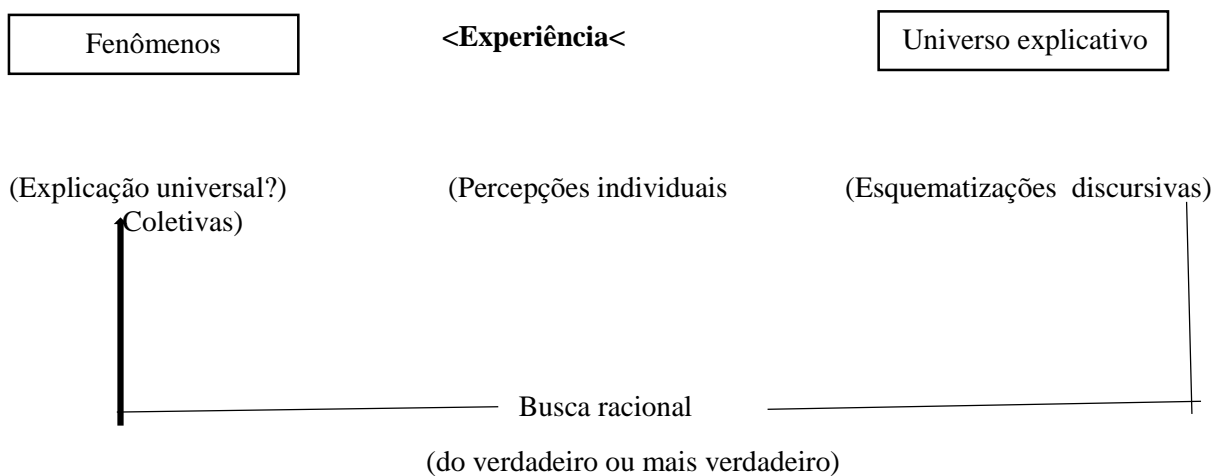 Fenômenos <Experiência< Universo explicativo
(Explicação universal?) (Percepções individuais (Esquematizações discursivas)
Coletivas)
Busca racional
(do verdadeiro ou mais verdadeiro)